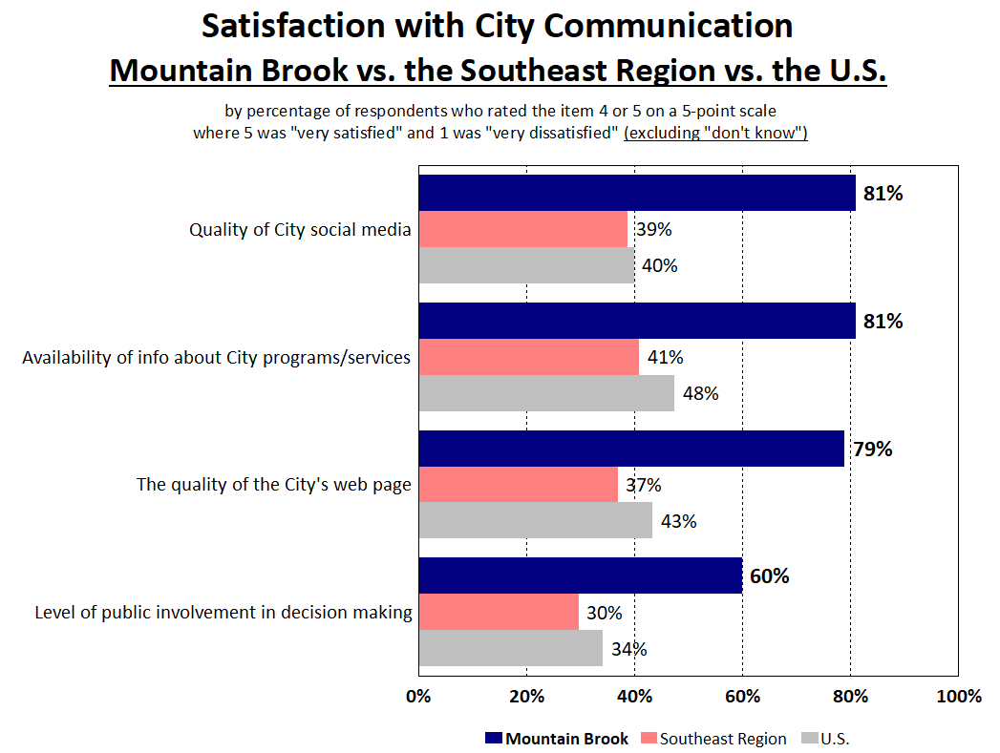 Satisfaction with City Communication
Mountain Brook vs. the Southeast Region vs. the U.S.
by percentage of respondents who rated the item 4 or 5 on a 5-point scale
where 5 was "very satisfied" and 1 was "very dissatisfied" (excluding "don't know")
81%
Quality of City social media
39%
40%
81%
Availability of info about City programs/services
41%
48%
79%
The quality of the City's web page
37%
43%
60%
Level of public involvement in decision making
30%
34%
0% 20% 40% 60% 80% 100%
Mountain Brook Southeast Region U.S.